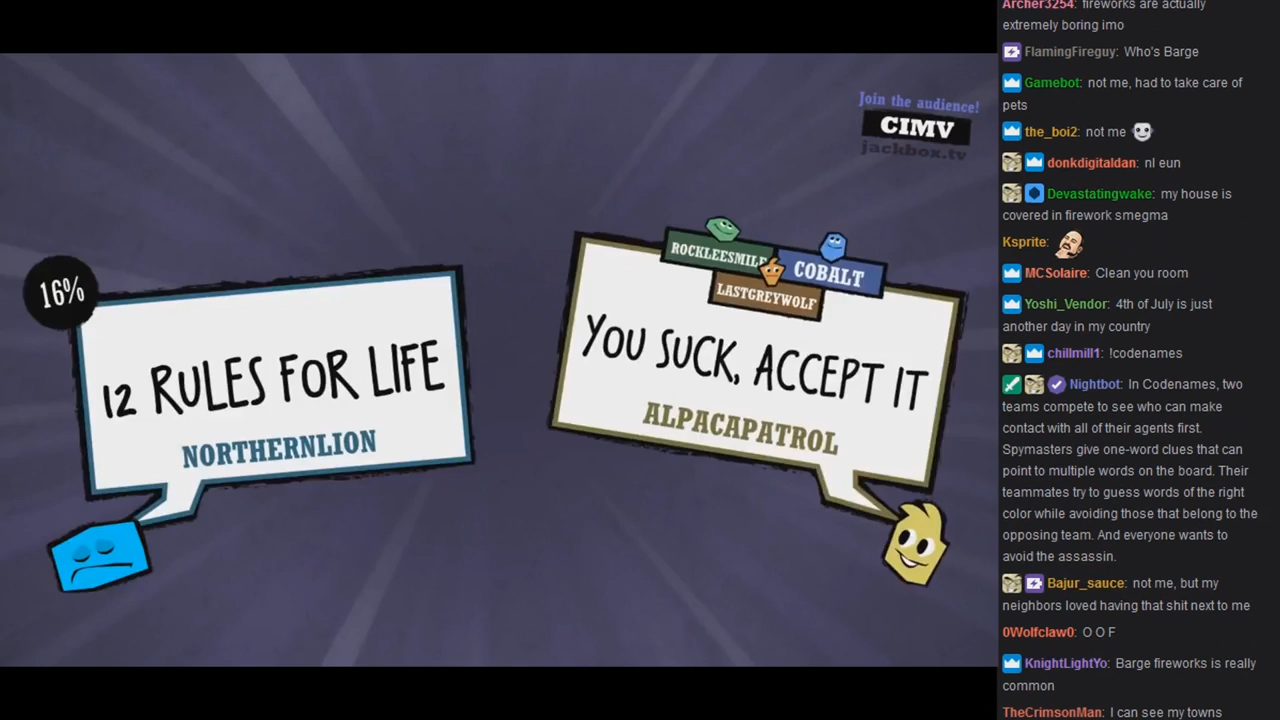 Join the audience!
CIMV
jackbox.tv
16%
12 RULES FOR LIFE
NORTHERNLION
ROCKLEESMILE
COBALT
LASTGREYWOLF
YOU SUCK, ACCEPT IT
ALPACAPATROL
Archer3254: fireworks are actually
extremely boring imo
FlamingFireguy: Who's Barge
Gamebot: not me, had to take care of
pets
the_boi2: not me
donkdigitaldan: nl eun
Devastatingwake: my house is
covered in firework smegma
Ksprite:
MCSolaire: Clean you room
Yoshi_Vendor: 4th of July is just
another day in my country
chillmill1: !codenames
Nightbot: In Codenames, two
teams compete to see who can make
contact with all of their agents first.
Spymasters give one-word clues that can
point to multiple words on the board. Their
teammates try to guess words of the right
color while avoiding those that belong to the
opposing team. And everyone wants to
avoid the assassin.
Bajur_sauce: not me, but my
neighbors loved having that shit next to me
0Wolfclaw0: O O F
KnightLightYo: Barge fireworks is really
common
TheCrimsonMan: I can see my towns